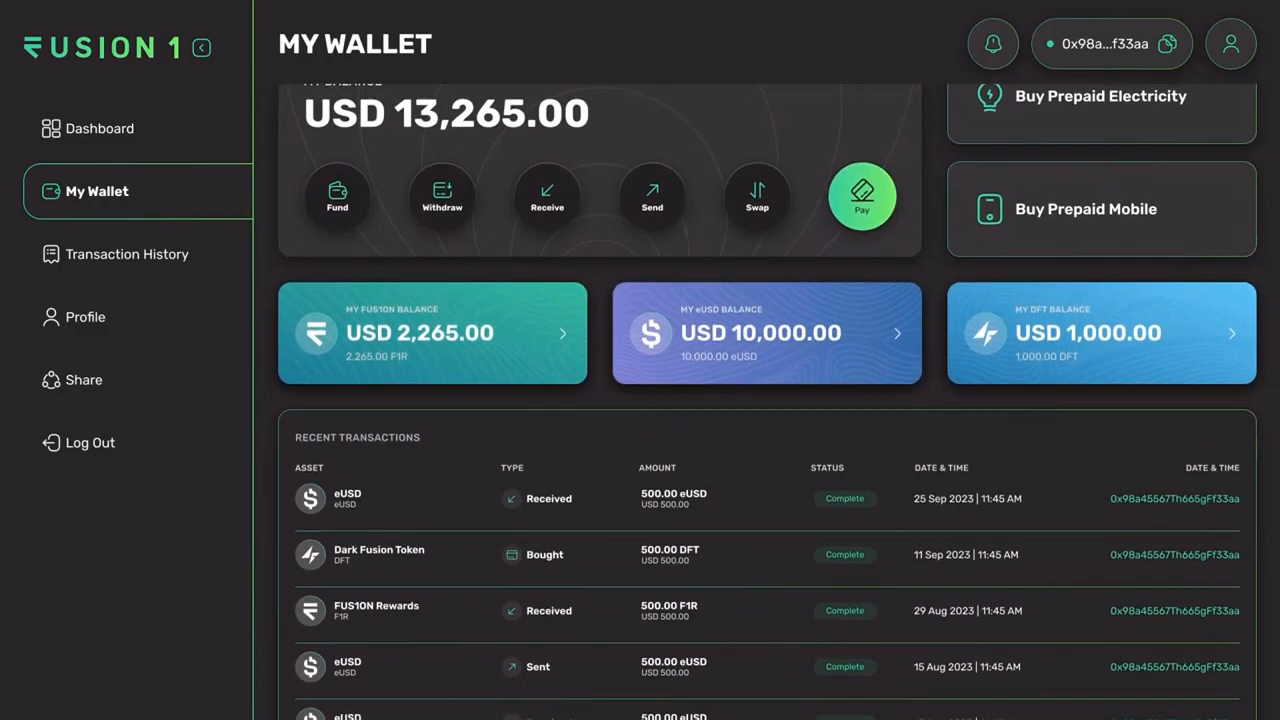 FUSION 1
MY WALLET
0x98a...f33aa
Dashboard
My Wallet
Transaction History
Profile
Share
Log Out
MY BALANCE
USD 13,265.00
Fund
Withdraw
Receive
Send
Swap
Pay
Buy Prepaid Electricity
Buy Prepaid Mobile
MY FUS1ON BALANCE
USD 2,265.00
2,265.00 F1R
MY eUSD BALANCE
USD 10,000.00
10,000.00 eUSD
MY DFT BALANCE
USD 1,000.00
1,000.00 DFT
RECENT TRANSACTIONS
ASSET TYPE AMOUNT STATUS DATE & TIME DATE & TIME
eUSD Received 500.00 eUSD Complete 25 Sep 2023 | 11:45 AM 0x98a45567Th665gFf33aa
eUSD USD 500.00
Dark Fusion Token Bought 500.00 DFT Complete 11 Sep 2023 | 11:45 AM 0x98a45567Th665gFf33aa
DFT USD 500.00
FUS1ON Rewards Received 500.00 F1R Complete 29 Aug 2023 | 11:45 AM 0x98a45567Th665gFf33aa
F1R USD 500.00
eUSD Sent 500.00 eUSD Complete 15 Aug 2023 | 11:45 AM 0x98a45567Th665gFf33aa
eUSD USD 500.00
eUSD 500.00 eUSD